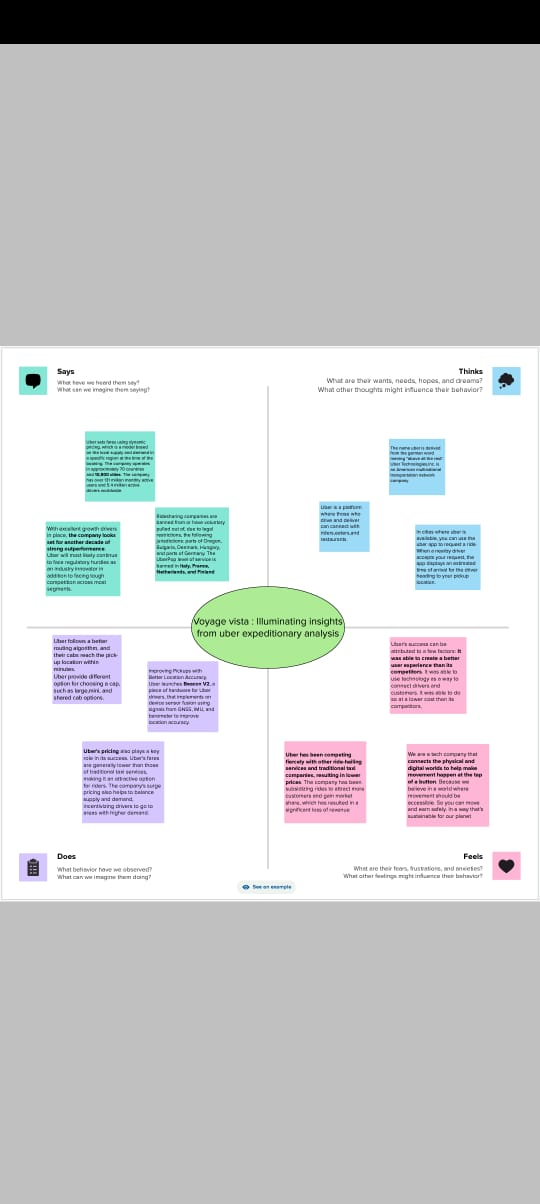 Says
What have we heard them say?
What can we imagine them saying?
Thinks
What are their wants, needs, hopes, and dreams?
What other thoughts might influence their behavior?
Uber sets fares using dynamic
pricing, which is a model based
on the local supply and demand in
a specific region at the time of the
booking. The company operates
in approximately 70 countries
and 10,500 cities. The company
has over 131 million monthly active
users and 5.4 million active
drivers worldwide
Ridesharing companies are
banned from or have voluntary
pulled out of, due to legal
restrictions, the following
jurisdictions: parts of Oregon,
Bulgaria, Denmark, Hungary,
and parts of Germany. The
UberPop level of service is
banned in Italy, France,
Netherlands, and Finland
With excellent growth drivers
in place, the company looks
set for another decade of
strong outperformance.
Uber will most likely continue
to face regulatory hurdles as
an industry innovator in
addition to facing tough
competition across most
segments.
The name uber is derived
from the german word
"above all the rest".
Uber Technologies,Inc. is
an American multinational
transportation network
company
Uber is a platform
where those who
drive and deliver
can connect with
riders,eaters,and
restaurants
In cities where uber is
available, you can use the
uber app to request a ride.
When a nearby driver
accepts your request, the
app displays an estimated
time of arrival for the driver
heading to your pickup
location.
Voyage vista : Illuminating insights
from uber expeditionary analysis
Uber follows a better
routing algorithm, and
their cabs reach the pick-
up location within
minutes.
Uber provide different
option for choosing a cap,
such as large,mini, and
shared cab options.
Improving Pickups with
Better Location Accuracy
Uber launches Beacon V2, a
piece of hardware for Uber
drivers, that implements on
device sensor fusion using
signals from GNSS, IMU, and
barometer to improve
location accuracy.
Uber's pricing also plays a key
role in its success. Uber's fares
are generally lower than those
of traditional taxi services,
making it an attractive option
for riders. The company's surge
pricing also helps to balance
supply and demand,
incentivizing drivers to go to
areas with higher demand.
Uber's success can be
attributed to a few factors: It
was able to create a better
user experience than its
competitors. It was able to
use technology as a way to
connect drivers and
customers. It was able to do
so at a lower cost than its
competitors.
Uber has been competing
fiercely with other ride-hailing
services and traditional taxi
companies, resulting in lower
prices. The company has been
subsidizing rides to attract more
customers and gain market
share, which has resulted in a
significant loss of revenue
We are a tech company that
connects the physical and
digital worlds to help make
movement happen at the tap
of a button. Because we
believe in a world where
movement should be
accessible. So you can move
and earn safely. In a way that's
sustainable for our planet
Does
What behavior have we observed?
What can we imagine them doing?
Feels
What are their fears, frustrations, and anxieties?
What other feelings might influence their behavior?
See an example